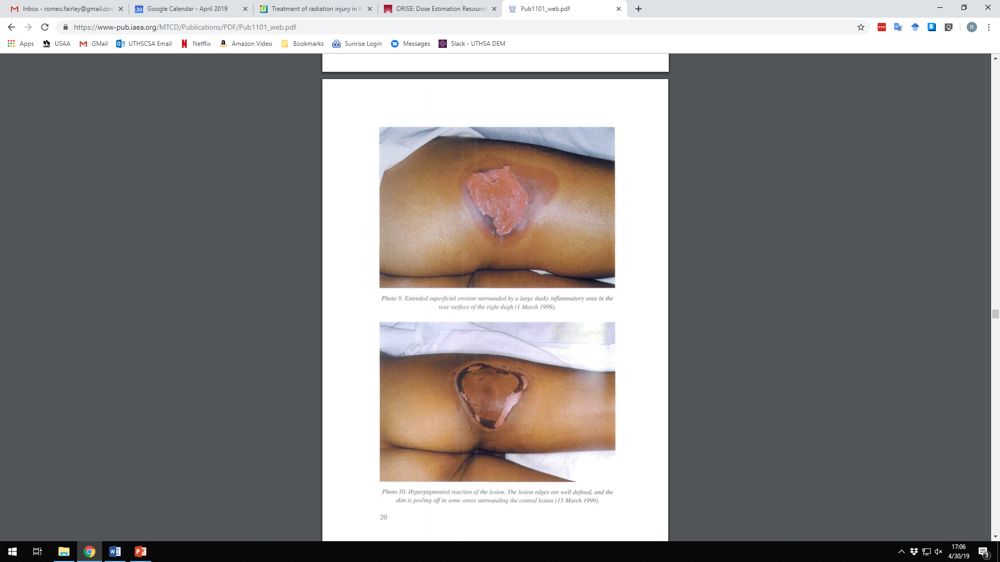 Inbox - romeo.fairley@gmail.com
Google Calendar - April 2019
Treatment of radiation injury in t
ORISE: Dose Estimation Resource
Pub1101_web.pdf
https://www-pub.iaea.org/MTCD/Publications/PDF/Pub1101_web.pdf
R
Apps
USAA
GMail
UTHSCSA Email
Netflix
Amazon Video
Bookmarks
Sunrise Login
Messages
Slack - UTHSA DEM
Photo 9. Extended superficial erosion surrounded by a large dusky inflammatory area in the
rear surface of the right thigh (1 March 1999).
Photo 10. Hyperpigmented reaction of the lesion. The lesion edges are well defined, and the
skin is peeling off in some areas surrounding the central lesion (15 March 1999).
20
17:06
4/30/19
3